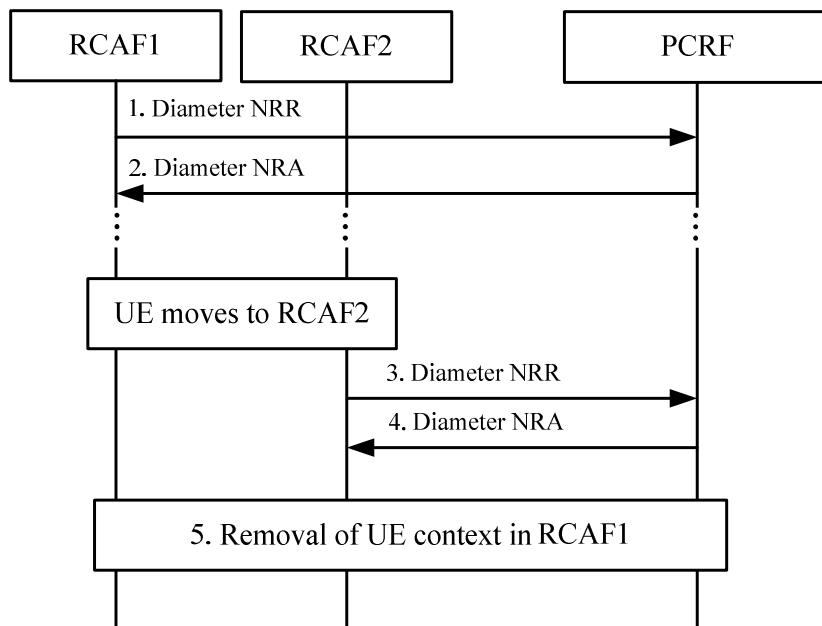 RCAF1
RCAF2
PCRF
1. Diameter NRR
2. Diameter NRA
UE moves to RCAF2
3. Diameter NRR
4. Diameter NRA
5. Removal of UE context in RCAF1